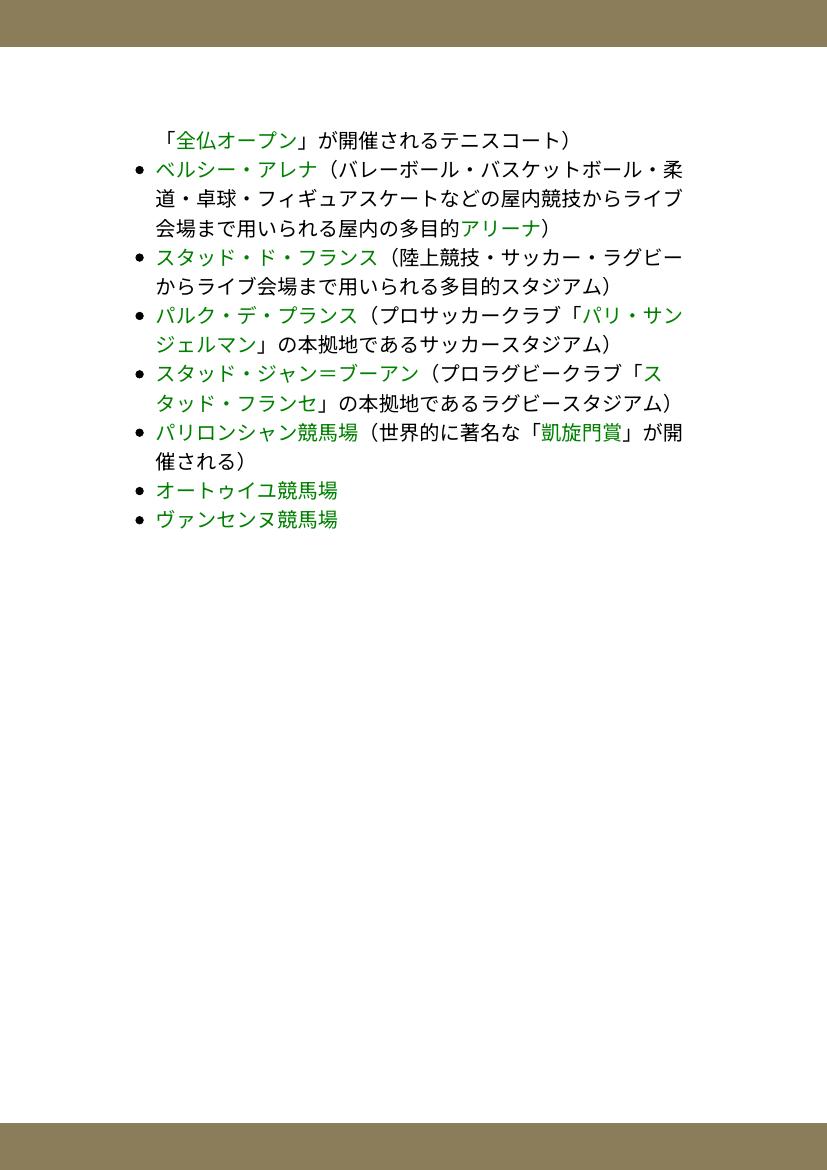 「全仏オープン」が開催されるテニスコート）
• ベルシー・アレナ（バレーボール・バスケットボール・柔
道・卓球・フィギュアスケートなどの屋内競技からライブ
会場まで用いられる屋内の多目的アリーナ）
• スタッド・ド・フランス（陸上競技・サッカー・ラグビー
からライブ会場まで用いられる多目的スタジアム）
• パルク・デ・プランス（プロサッカークラブ「パリ・サン
ジェルマン」の本拠地であるサッカースタジアム）
• スタッド・ジャン＝ブーアン（プロラグビークラブ「ス
タッド・フランセ」の本拠地であるラグビースタジアム）
• パリロンシャン競馬場（世界的に著名な「凱旋門賞」が開
催される）
• オートゥイユ競馬場
• ヴァンセンヌ競馬場